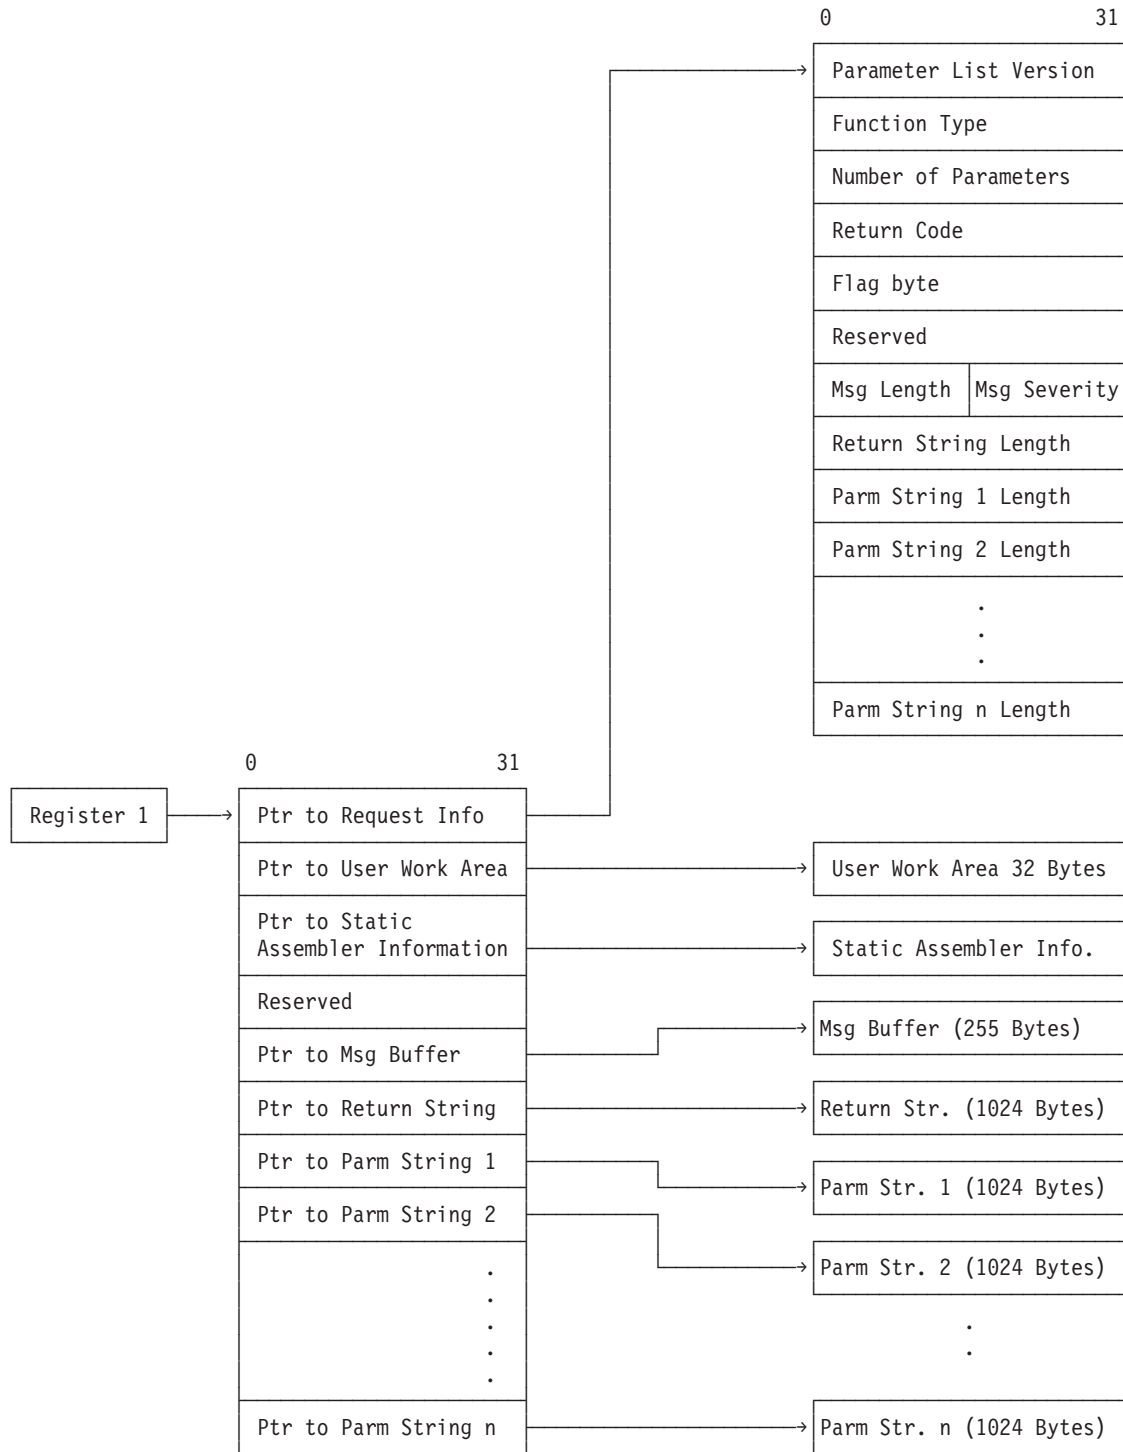 0 31
Parameter List Version
Function Type
Number of Parameters
Return Code
Flag byte
Reserved
Msg Length Msg Severity
Return String Length
Parm String 1 Length
Parm String 2 Length
.
.
.
Parm String n Length
0 31
Register 1 Ptr to Request Info
Ptr to User Work Area User Work Area 32 Bytes
Ptr to Static
Assembler Information Static Assembler Info.
Reserved
Msg Buffer (255 Bytes)
Ptr to Msg Buffer
Ptr to Return String Return Str. (1024 Bytes)
Ptr to Parm String 1
Parm Str. 1 (1024 Bytes)
Ptr to Parm String 2
Parm Str. 2 (1024 Bytes)
.
.
. .
. .
.
Ptr to Parm String n Parm Str. n (1024 Bytes)